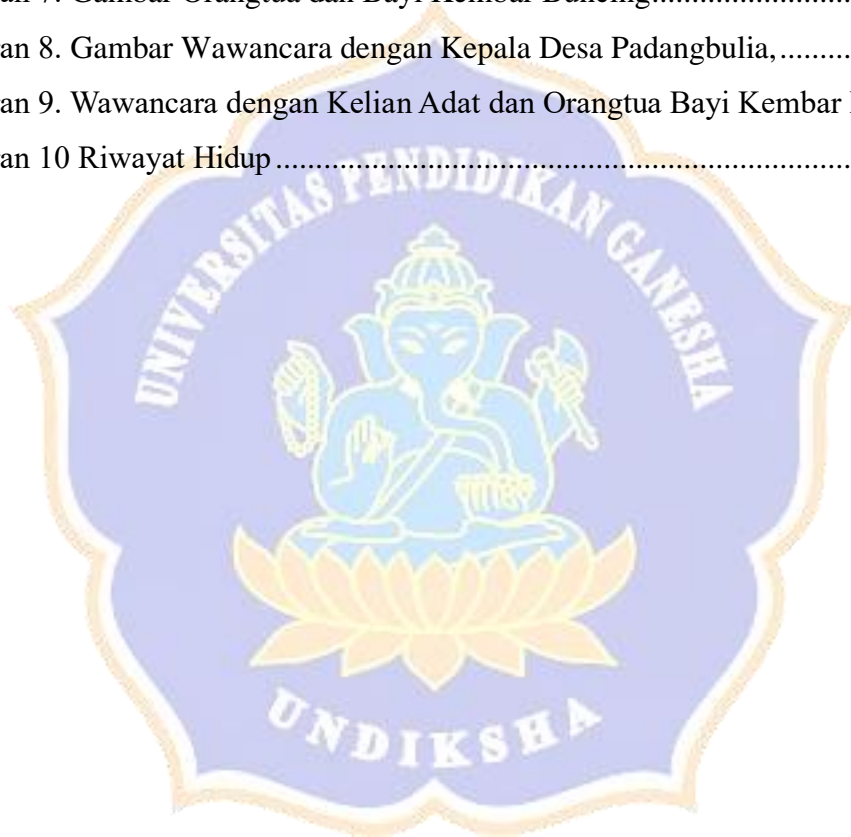 an 7. Gambar Orangtua dan Bayi Kembar Buncing..............................
an 8. Gambar Wawancara dengan Kepala Desa Padangbulia,.........
an 9. Wawancara dengan Kelian Adat dan Orangtua Bayi Kembar
an 10 Riwayat Hidup........................................................................
UNIVERSITAS PENDIDIKAN GANESHA
UNDIKSHA